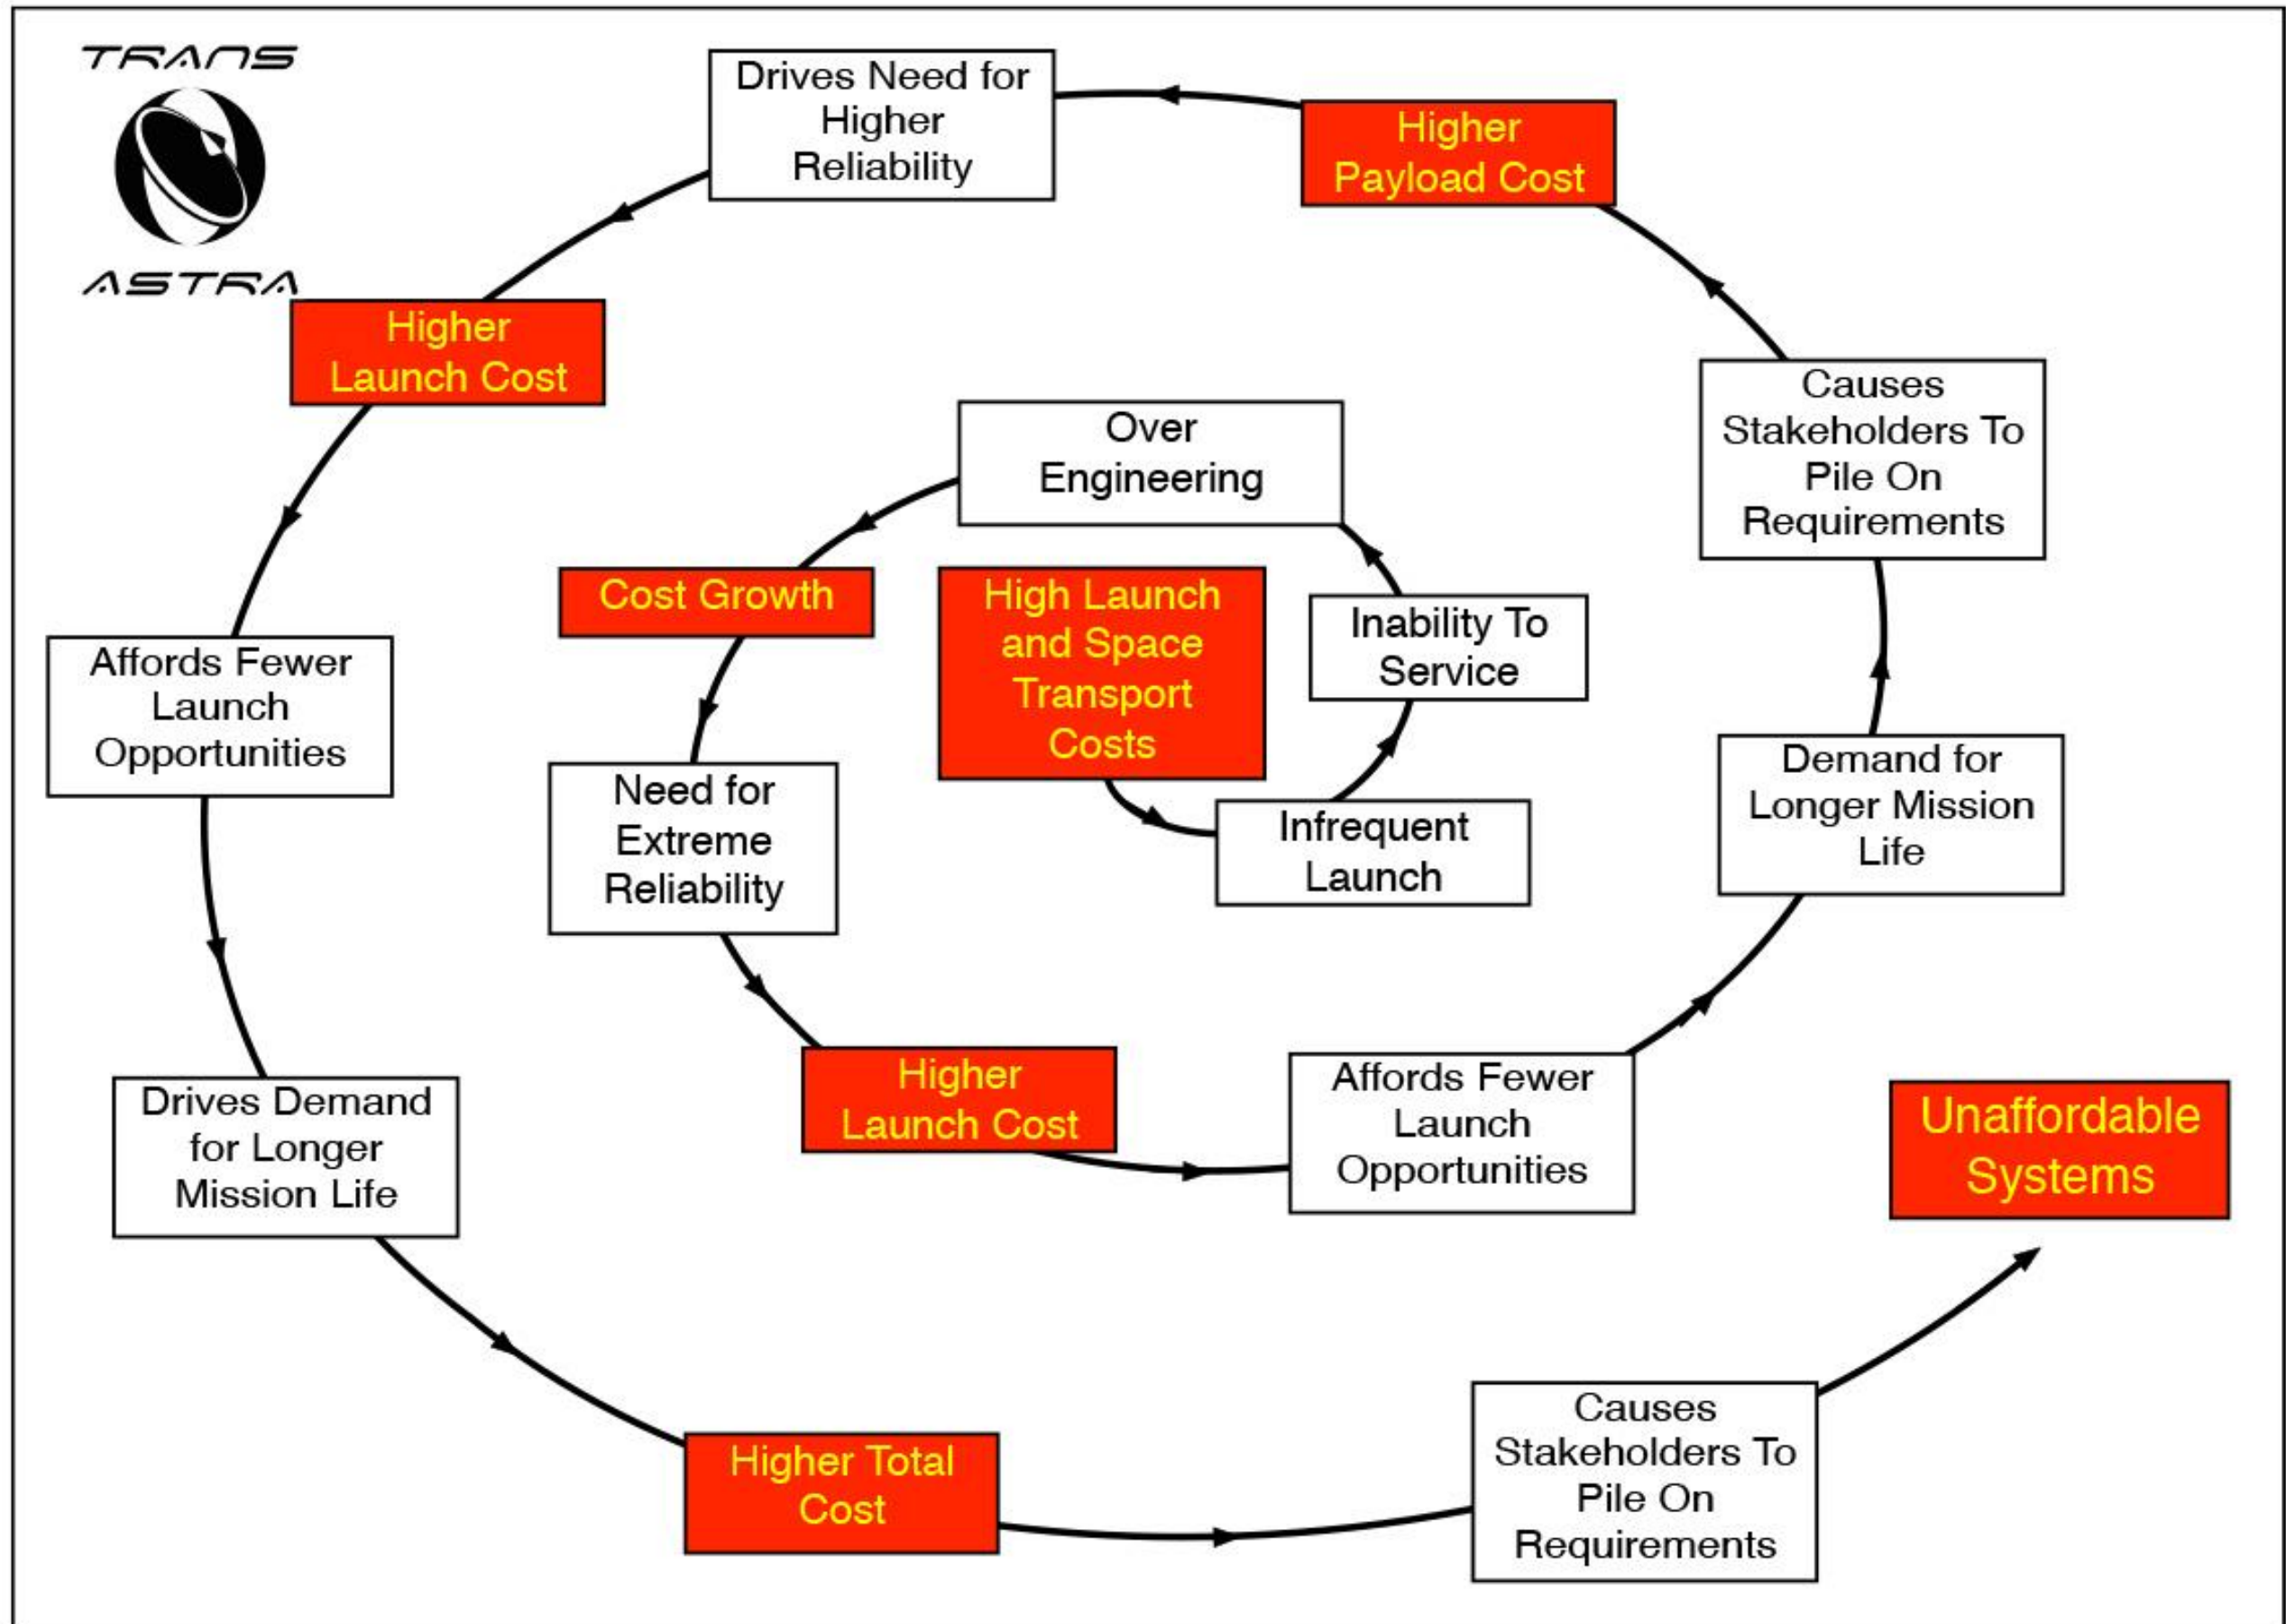 TRANS
ASTRA
Drives Need for
Higher
Reliability
Higher
Payload Cost
Higher
Launch Cost
Causes
Stakeholders To
Pile On
Requirements
Over
Engineering
Cost Growth
High Launch
and Space
Transport
Costs
Inability To
Service
Affords Fewer
Launch
Opportunities
Need for
Extreme
Reliability
Infrequent
Launch
Demand for
Longer Mission
Life
Higher
Launch Cost
Affords Fewer
Launch
Opportunities
Drives Demand
for Longer
Mission Life
Unaffordable
Systems
Higher Total
Cost
Causes
Stakeholders To
Pile On
Requirements